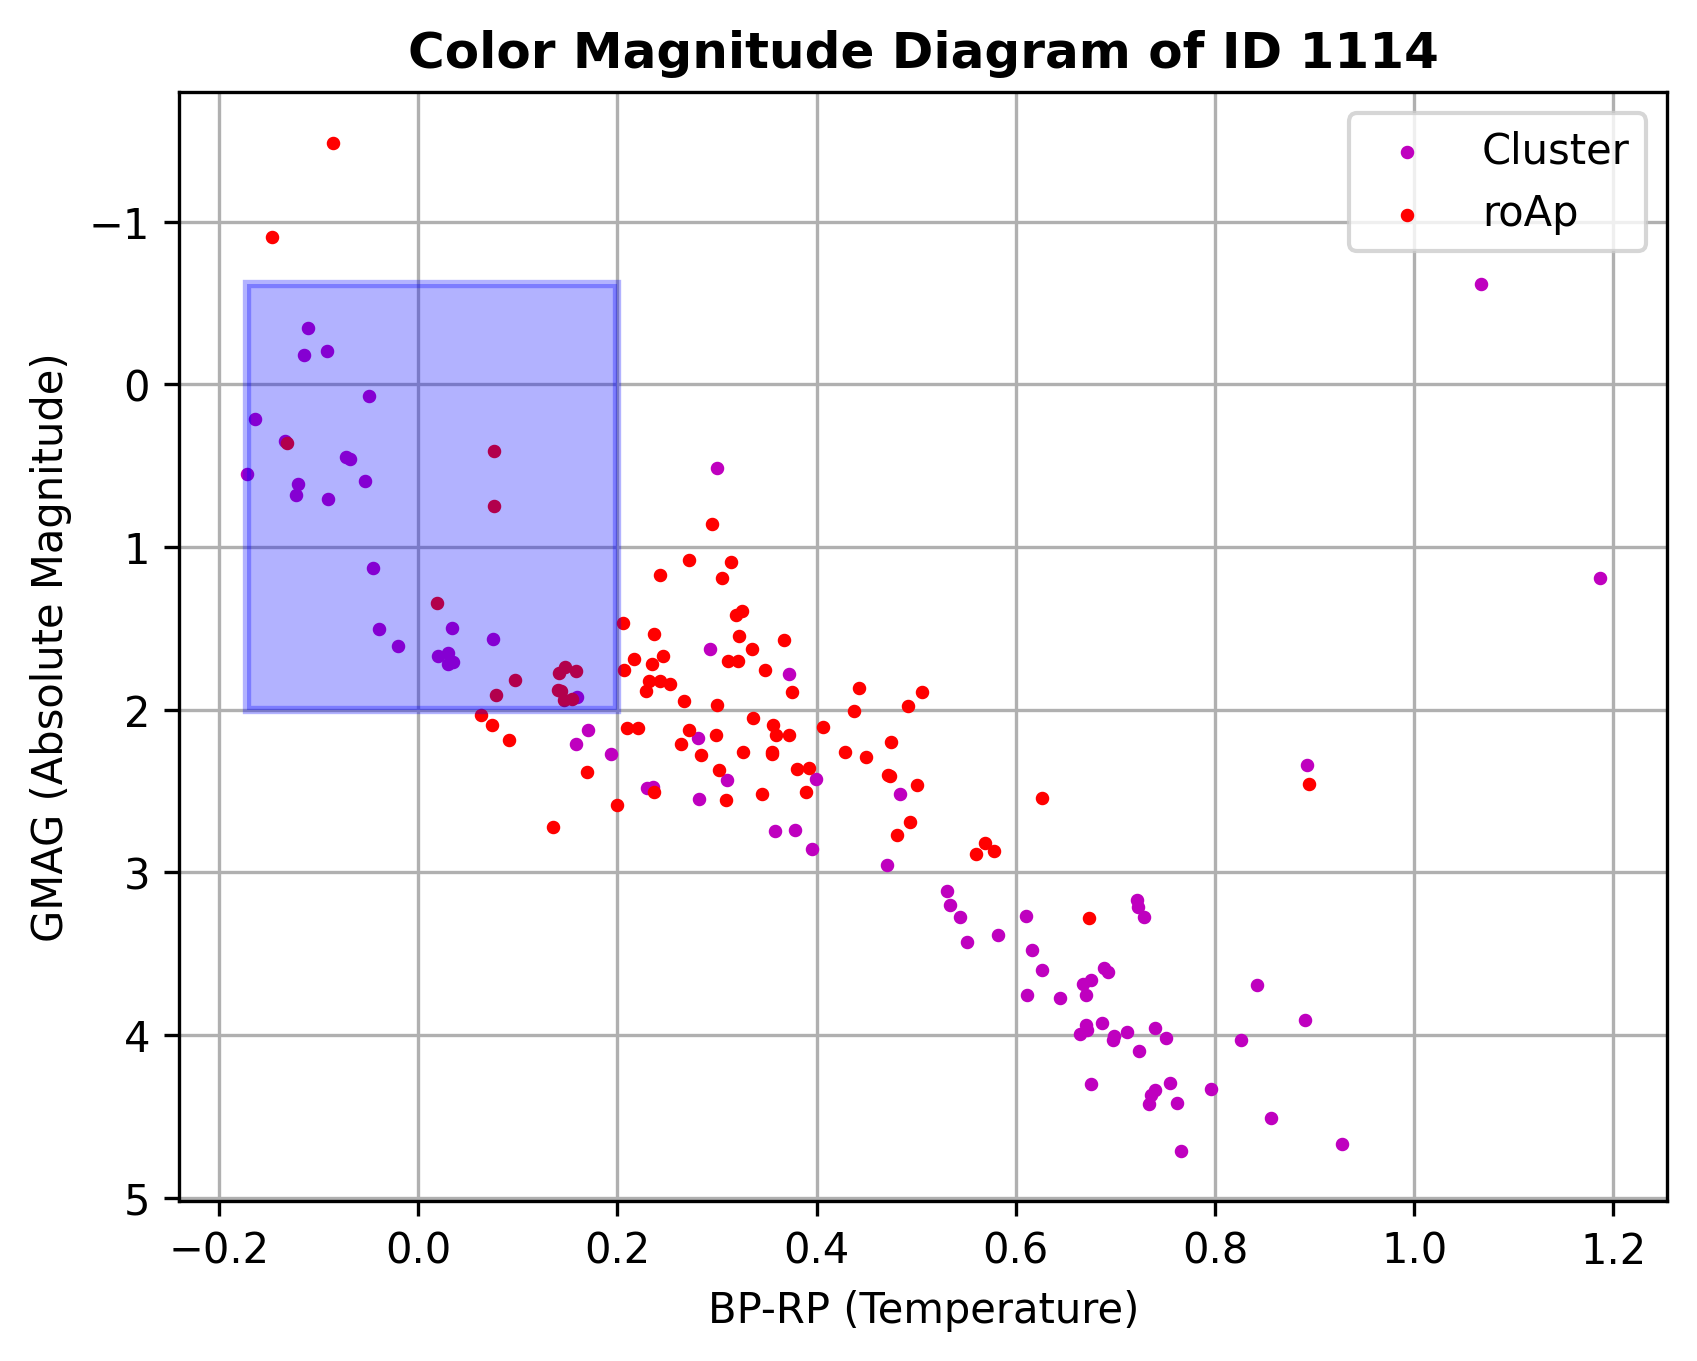 Color Magnitude Diagram of ID 1114
Cluster
roAp
−1
0
1
2
3
4
5
GMAG (Absolute Magnitude)
−0.2 0.0 0.2 0.4 0.6 0.8 1.0 1.2
BP-RP (Temperature)